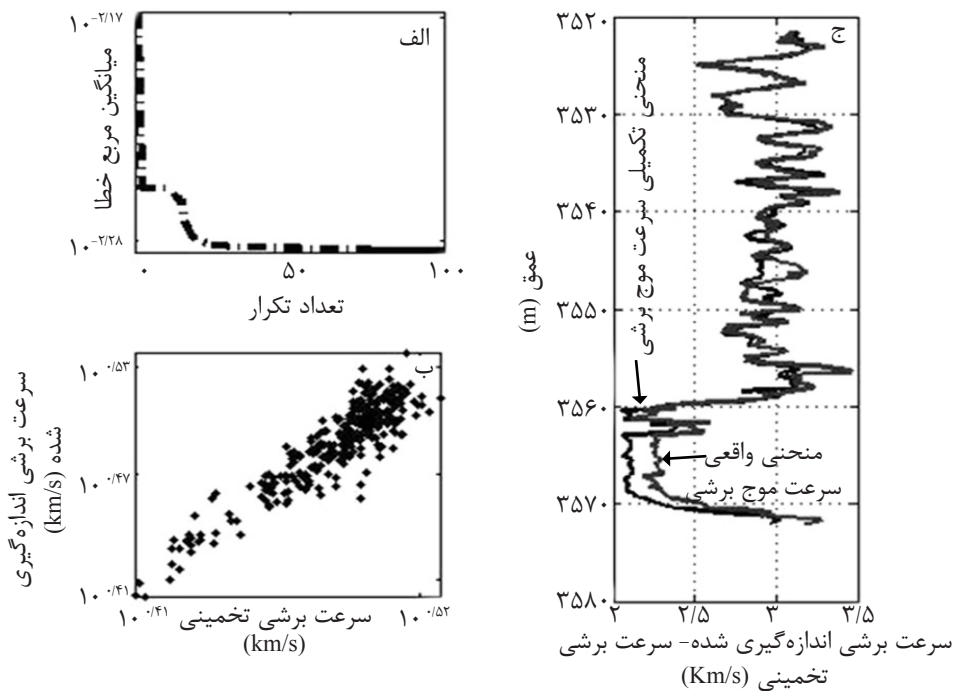 الف
میانگین مربع خطا
۱۰^-۲/۱۷
۱۰^-۲/۲۸
۰
۵۰
۱۰۰
تعداد تکرار
ب
سرعت برشی اندازه‌گیری
شده (km/s)
۱۰^۰/۵۳
۱۰^۰/۴۷
۱۰^۰/۴۱
۱۰^۰/۴۱
۱۰^۰/۵۲
سرعت برشی تخمینی
(km/s)
ج
عمق (m)
۳۵۲۰
۳۵۳۰
۳۵۴۰
۳۵۵۰
۳۵۶۰
۳۵۷۰
۳۵۸۰
منحنی تکمیلی سرعت موج برشی
منحنی واقعی
سرعت موج برشی
۲
۲/۵
۳
۳/۵
سرعت برشی اندازه‌گیری شده- سرعت برشی
تخمینی (Km/s)